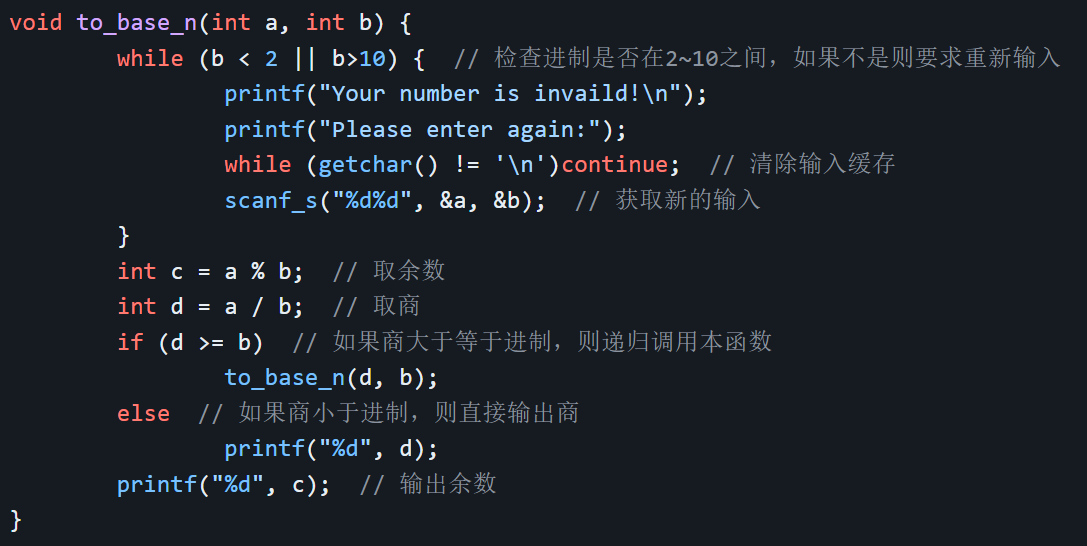 void to_base_n(int a, int b) {
        while (b < 2 || b>10) {  // 检查进制是否在2~10之间，如果不是则要求重新输入
                printf("Your number is invaild!\n");
                printf("Please enter again:");
                while (getchar() != '\n')continue;  // 清除输入缓存
                scanf_s("%d%d", &a, &b);  // 获取新的输入
        }
        int c = a % b;  // 取余数
        int d = a / b;  // 取商
        if (d >= b)  // 如果商大于等于进制，则递归调用本函数
                to_base_n(d, b);
        else  // 如果商小于进制，则直接输出商
                printf("%d", d);
        printf("%d", c);  // 输出余数
}